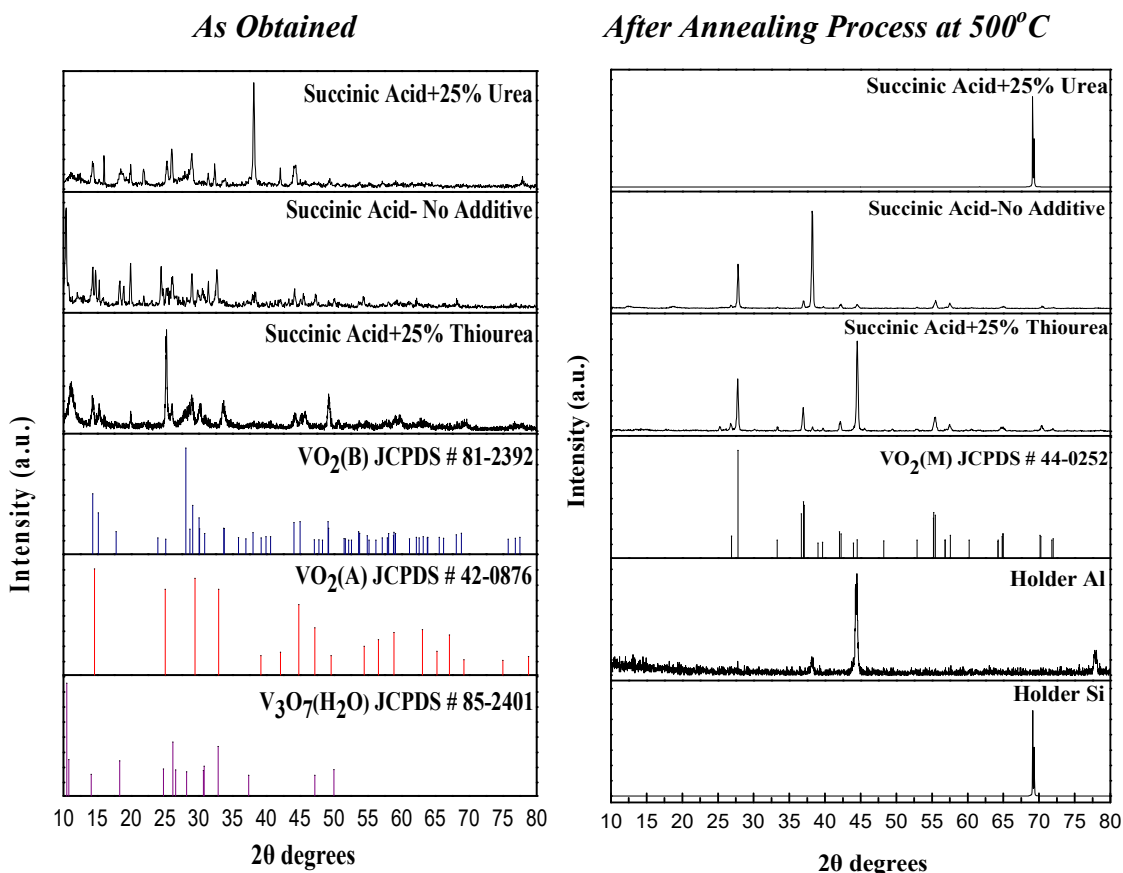 As Obtained
Succinic Acid+25% Urea
Succinic Acid- No Additive
Succinic Acid+25% Thiourea
VO2(B) JCPDS # 81-2392
VO2(A) JCPDS # 42-0876
V3O7(H2O) JCPDS # 85-2401
Intensity (a.u.)
10 15 20 25 30 35 40 45 50 55 60 65 70 75 80
2θ degrees
After Annealing Process at 500°C
Succinic Acid+25% Urea
Succinic Acid-No Additive
Succinic Acid+25% Thiourea
VO2(M) JCPDS # 44-0252
Holder Al
Holder Si
Intensity (a.u.)
10 15 20 25 30 35 40 45 50 55 60 65 70 75 80
2θ degrees